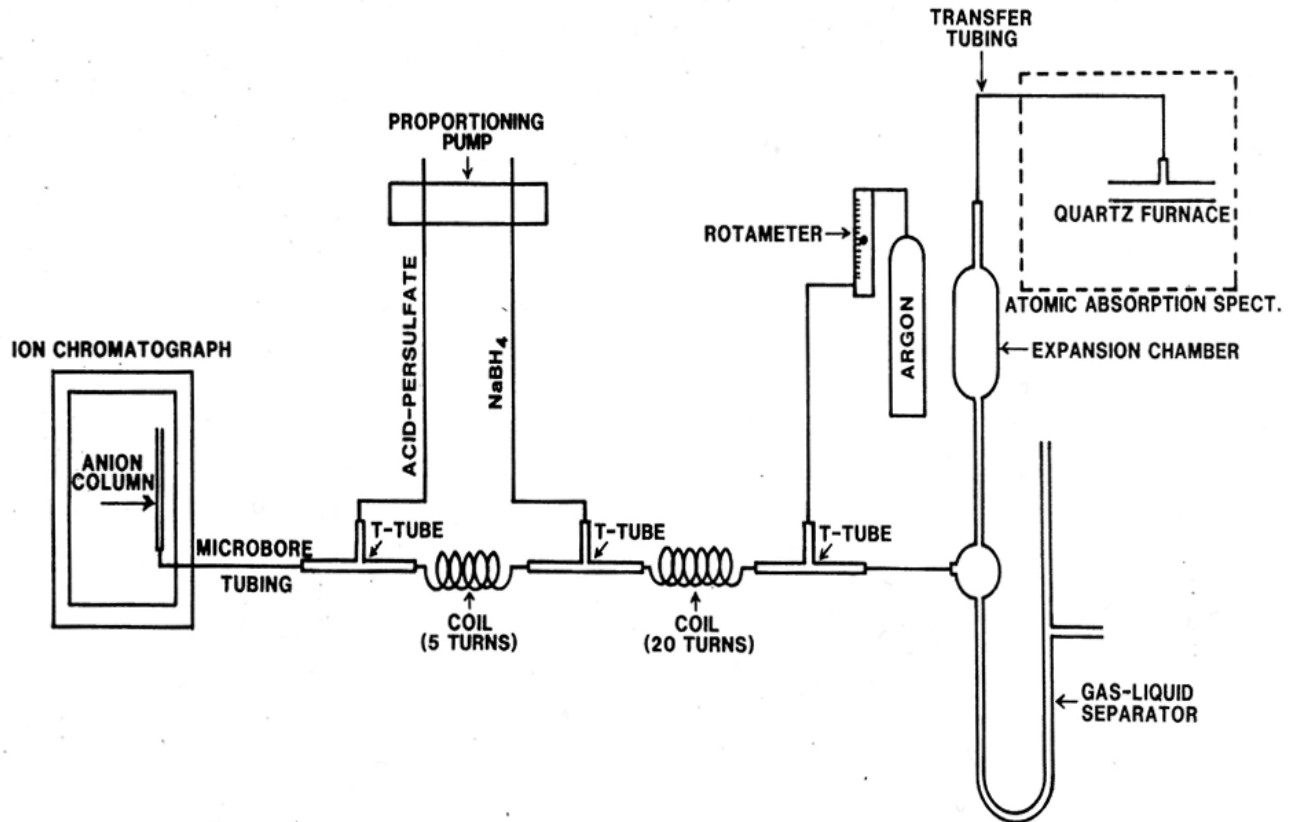 TRANSFER
TUBING
PROPORTIONING
PUMP
QUARTZ FURNACE
ROTAMETER
ATOMIC ABSORPTION SPECT.
ION CHROMATOGRAPH
EXPANSION CHAMBER
ACID-PERSULFATE
NaBH4
ARGON
ANION
COLUMN
MICROBORE
TUBING
T-TUBE
T-TUBE
T-TUBE
COIL
(5 TURNS)
COIL
(20 TURNS)
GAS-LIQUID
SEPARATOR